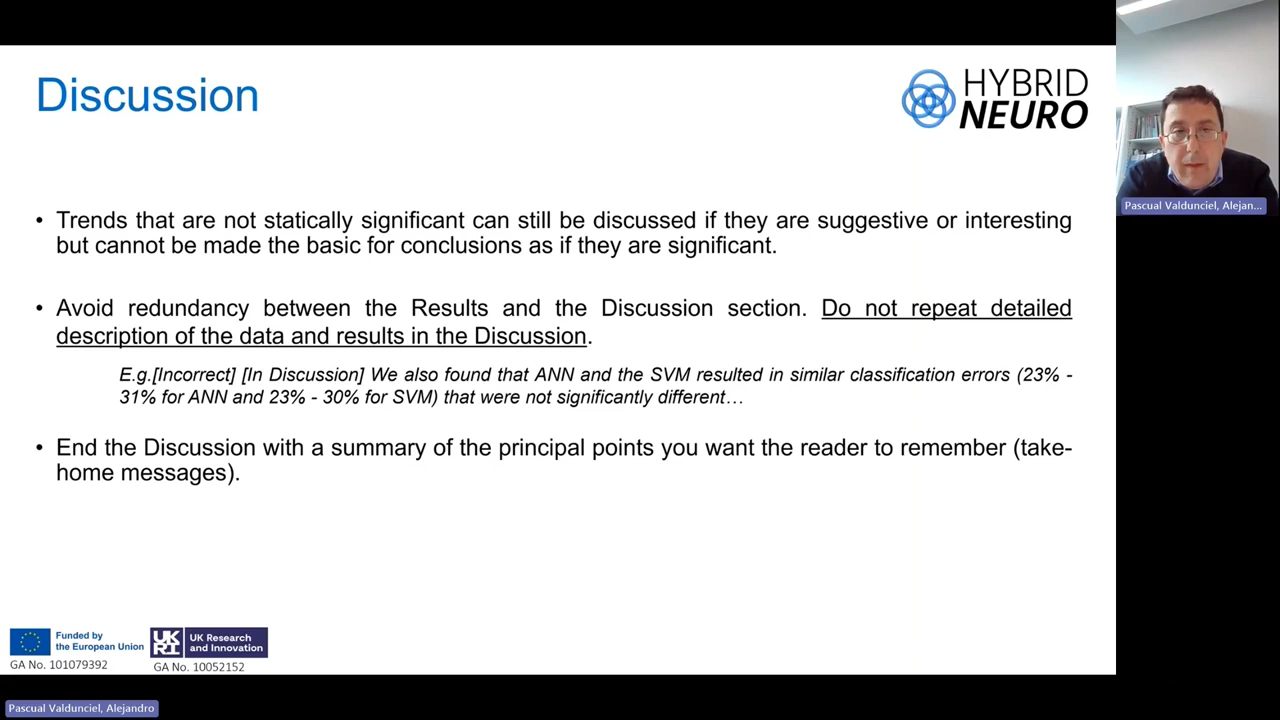 Discussion
HYBRID
NEURO
Pascual Valdunciel, Alejan...
• Trends that are not statically significant can still be discussed if they are suggestive or interesting
but cannot be made the basic for conclusions as if they are significant.
• Avoid redundancy between the Results and the Discussion section. Do not repeat detailed
description of the data and results in the Discussion.
E.g.[Incorrect] [In Discussion] We also found that ANN and the SVM resulted in similar classification errors (23% -
31% for ANN and 23% - 30% for SVM) that were not significantly different…
• End the Discussion with a summary of the principal points you want the reader to remember (take-
home messages).
Funded by
the European Union
GA No. 101079392
UK
RI
UK Research
and Innovation
GA No. 10052152
Pascual Valdunciel, Alejandro